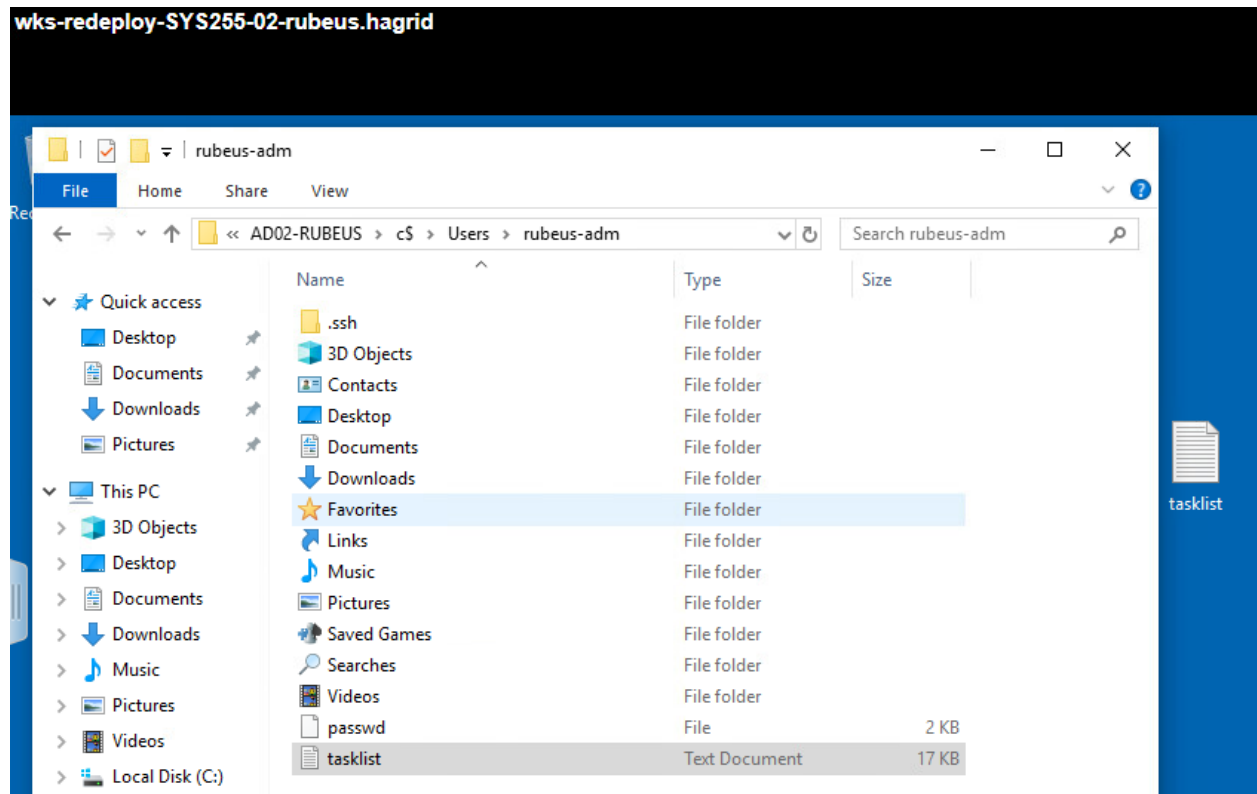 wks-redeploy-SYS255-02-rubeus.hagrid
rubeus-adm
File Home Share View
« AD02-RUBEUS > c$ > Users > rubeus-adm Search rubeus-adm
Name Type Size
Quick access
Desktop
Documents
Downloads
Pictures
This PC
3D Objects
Desktop
Documents
Downloads
Music
Pictures
Videos
Local Disk (C:)
.ssh File folder
3D Objects File folder
Contacts File folder
Desktop File folder
Documents File folder
Downloads File folder
Favorites File folder
Links File folder
Music File folder
Pictures File folder
Saved Games File folder
Searches File folder
Videos File folder
passwd File 2 KB
tasklist Text Document 17 KB
tasklist